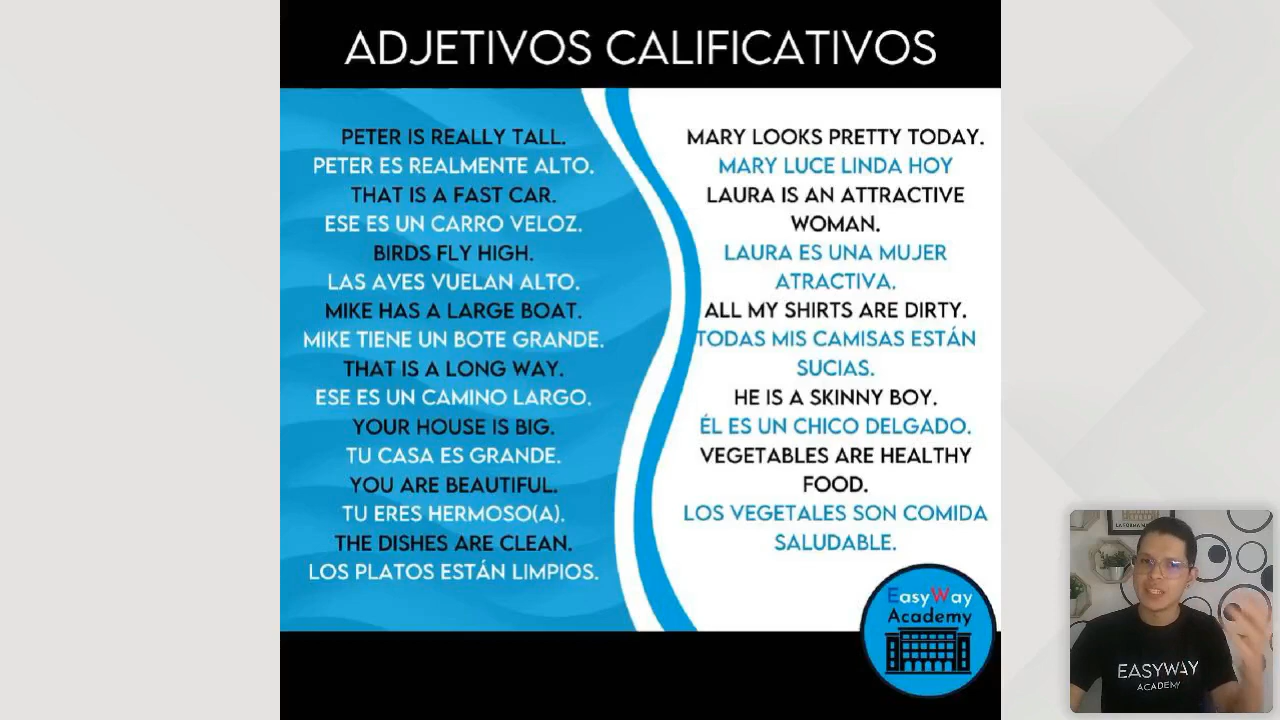 ADJETIVOS CALIFICATIVOS
PETER IS REALLY TALL.
PETER ES REALMENTE ALTO.
THAT IS A FAST CAR.
ESE ES UN CARRO VELOZ.
BIRDS FLY HIGH.
LAS AVES VUELAN ALTO.
MIKE HAS A LARGE BOAT.
MIKE TIENE UN BOTE GRANDE.
THAT IS A LONG WAY.
ESE ES UN CAMINO LARGO.
YOUR HOUSE IS BIG.
TU CASA ES GRANDE.
YOU ARE BEAUTIFUL.
TU ERES HERMOSO(A).
THE DISHES ARE CLEAN.
LOS PLATOS ESTÁN LIMPIOS.
MARY LOOKS PRETTY TODAY.
MARY LUCE LINDA HOY
LAURA IS AN ATTRACTIVE
WOMAN.
LAURA ES UNA MUJER
ATRACTIVA.
ALL MY SHIRTS ARE DIRTY.
TODAS MIS CAMISAS ESTÁN
SUCIAS.
HE IS A SKINNY BOY.
ÉL ES UN CHICO DELGADO.
VEGETABLES ARE HEALTHY
FOOD.
LOS VEGETALES SON COMIDA
SALUDABLE.
EasyWay
Academy
EASYWAY
ACADEMY